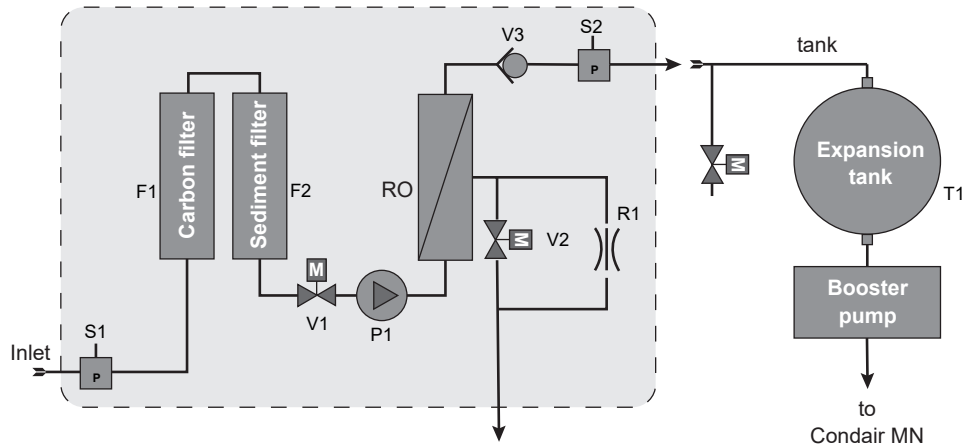 S2
V3
tank
P
Carbon filter
Sediment filter
Expansion
tank
M
F1
F2
RO
T1
R1
M
V2
M
V1
P1
Booster
pump
S1
Inlet
P
to
Condair MN